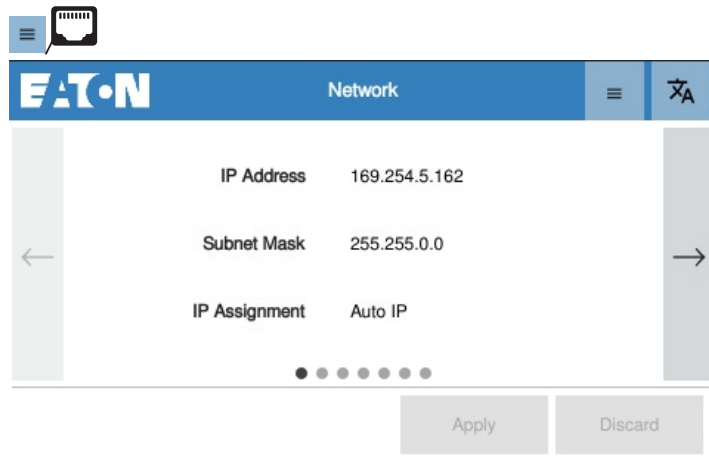 EATON
Network
IP Address 169.254.5.162
Subnet Mask 255.255.0.0
IP Assignment Auto IP
Apply Discard